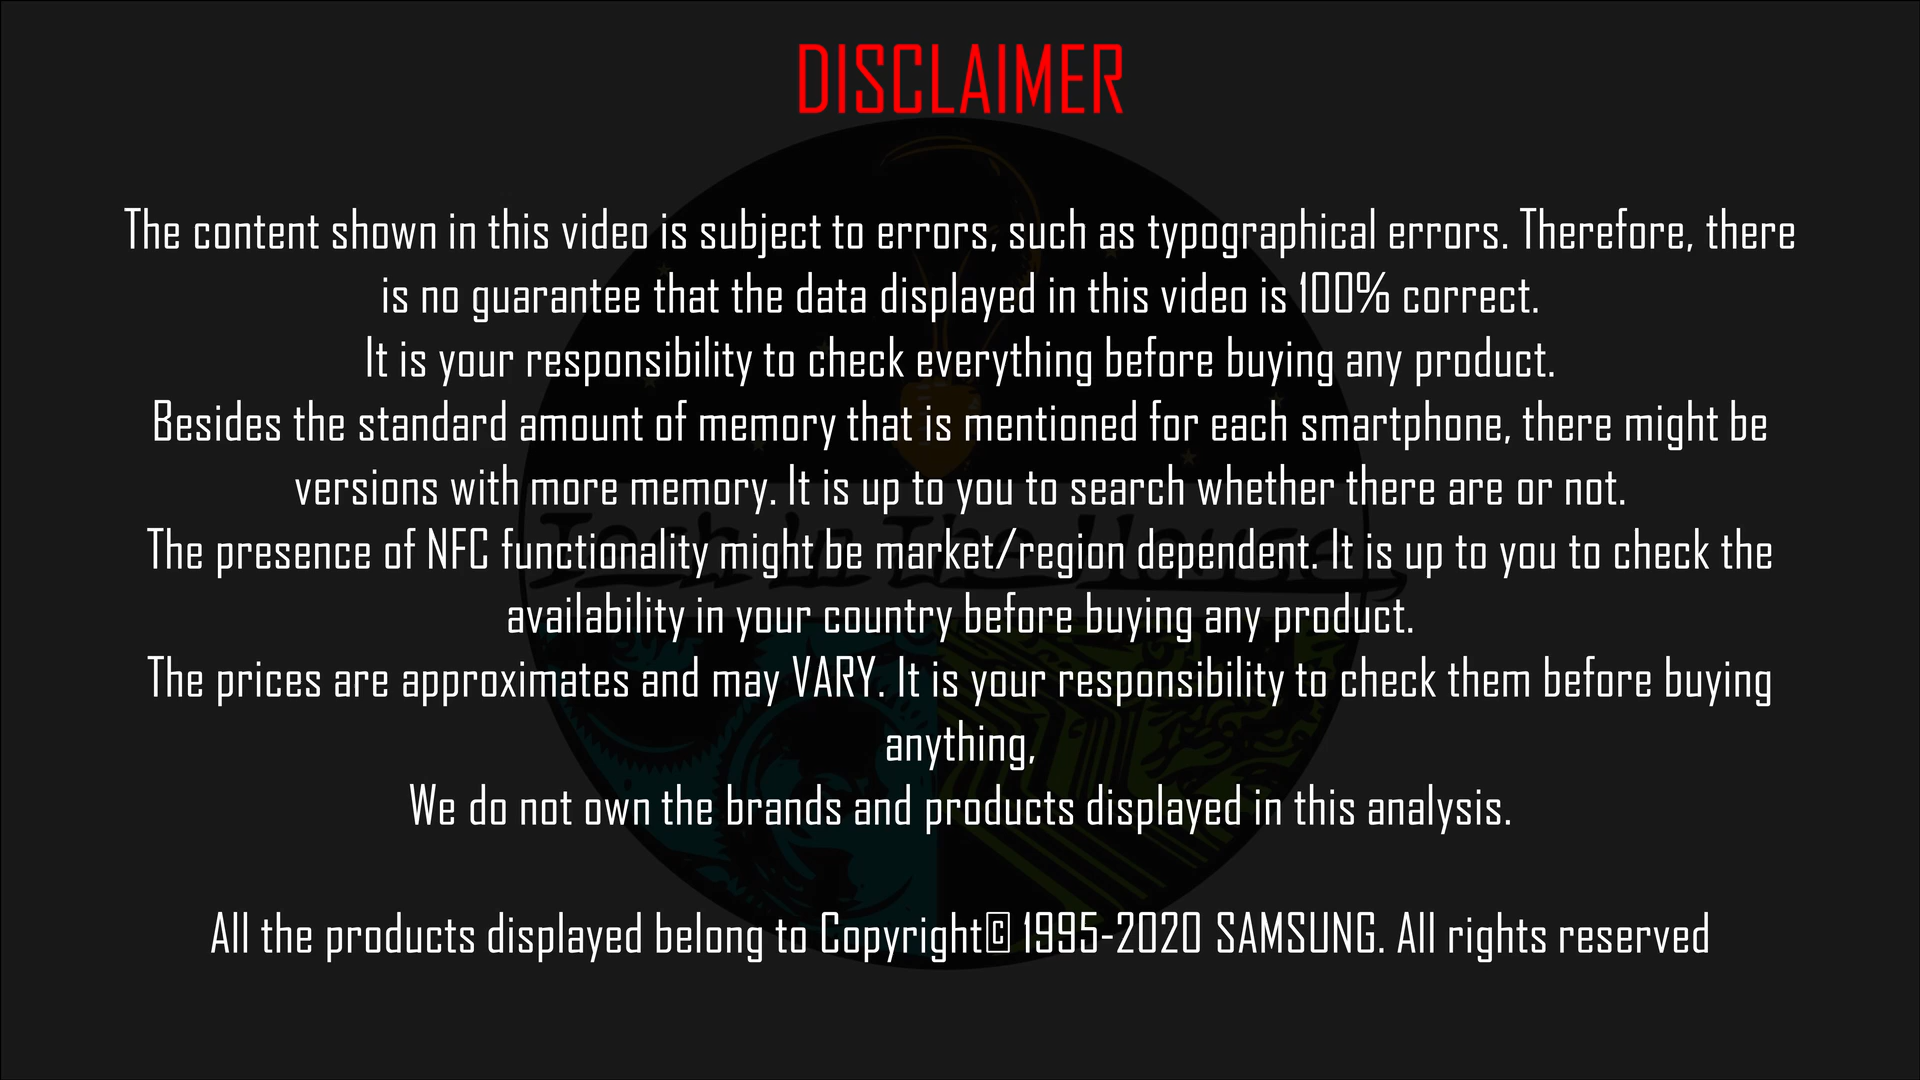 DISCLAIMER
The content shown in this video is subject to errors, such as typographical errors. Therefore, there
is no guarantee that the data displayed in this video is 100% correct.
It is your responsibility to check everything before buying any product.
Besides the standard amount of memory that is mentioned for each smartphone, there might be
versions with more memory. It is up to you to search whether there are or not.
Tech In The House
The presence of NFC functionality might be market/region dependent. It is up to you to check the
availability in your country before buying any product.
The prices are approximates and may VARY. It is your responsibility to check them before buying
anything,
We do not own the brands and products displayed in this analysis.
All the products displayed belong to Copyright© 1995-2020 SAMSUNG. All rights reserved